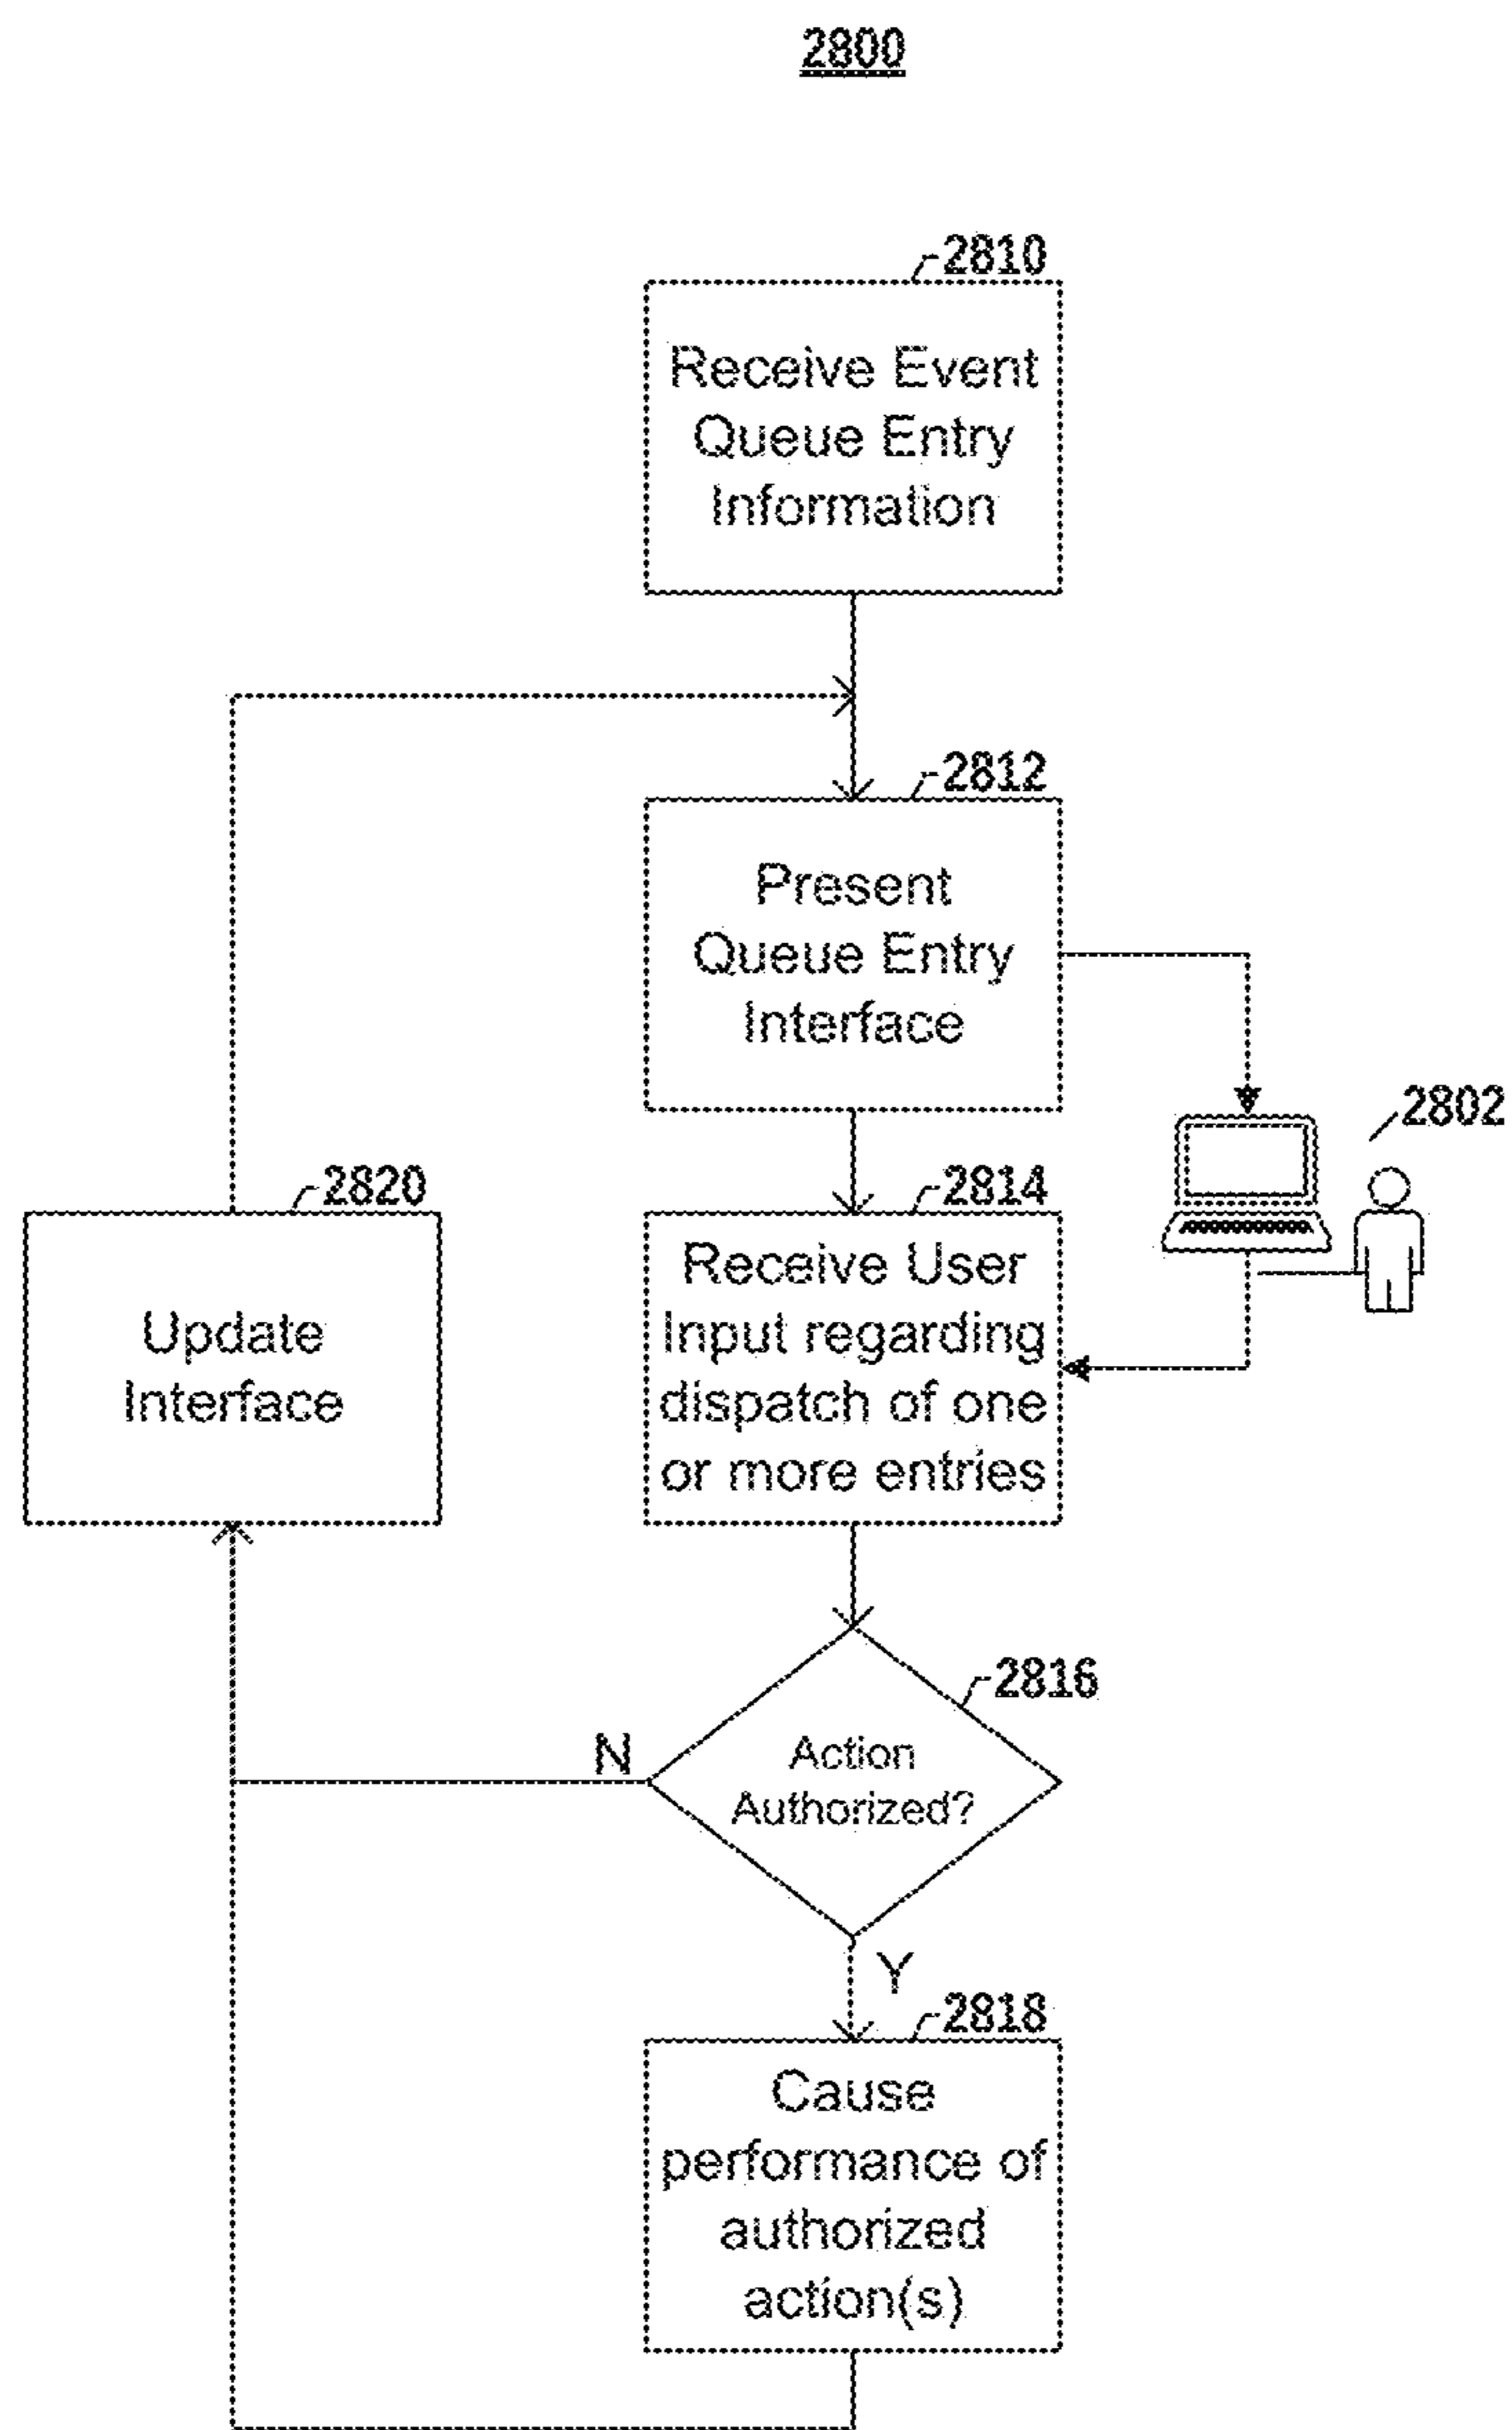 2800
2810
Receive Event
Queue Entry
Information
2812
Present
Queue Entry
Interface
2802
2820
Update
Interface
2814
Receive User
Input regarding
dispatch of one
or more entries
2816
Action
Authorized?
N
Y
2818
Cause
performance of
authorized
action(s)